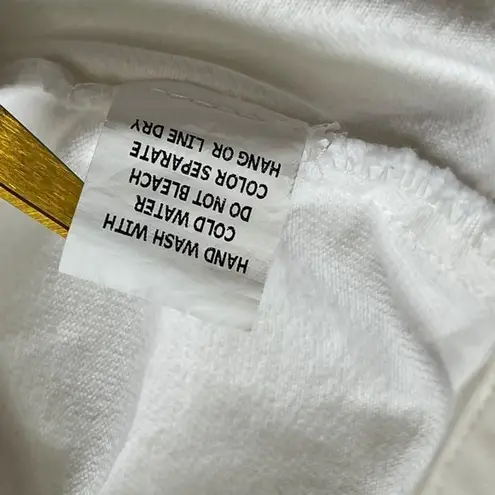 HAND WASH WITH
COLD WATER
DO NOT BLEACH
COLOR SEPARATE
HANG OR LINE DRY